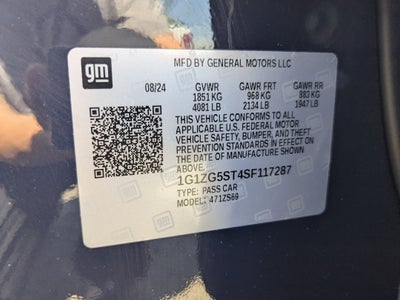 gm
MFD BY GENERAL MOTORS LLC
08/24 GVWR GAWR FRT GAWR RR
1851 KG 968 KG 883 KG
4081 LB 2134 LB 1947 LB
THIS VEHICLE CONFORMS TO ALL
APPLICABLE U.S. FEDERAL MOTOR
VEHICLE SAFETY, BUMPER, AND THEFT
PREVENTION STANDARDS IN EFFECT ON
THE DATE OF MANUFACTURE SHOWN
ABOVE.
1G1ZG5ST4SF117287
TYPE: PASS CAR
MODEL: 471ZS69